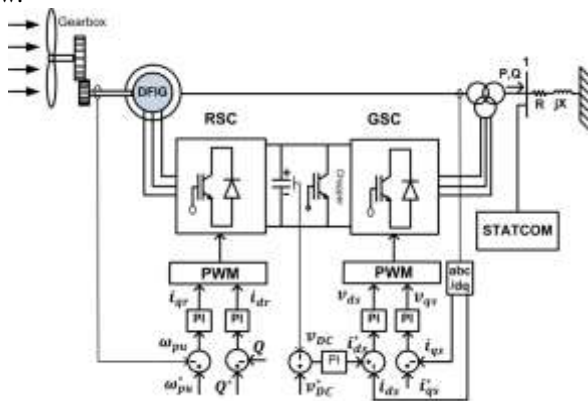 Gearbox
DFIG
RSC
GSC
P,Q
1
R
jX
Chopper
STATCOM
PWM
PWM
abc
/dq
i_qr
i_dr
v_ds
v_qs
PI
PI
PI
PI
ω_pu
Q
v_DC
PI
i*_ds
i_qs
ω*_pu
Q*
v*_DC
i_ds
i*_qs